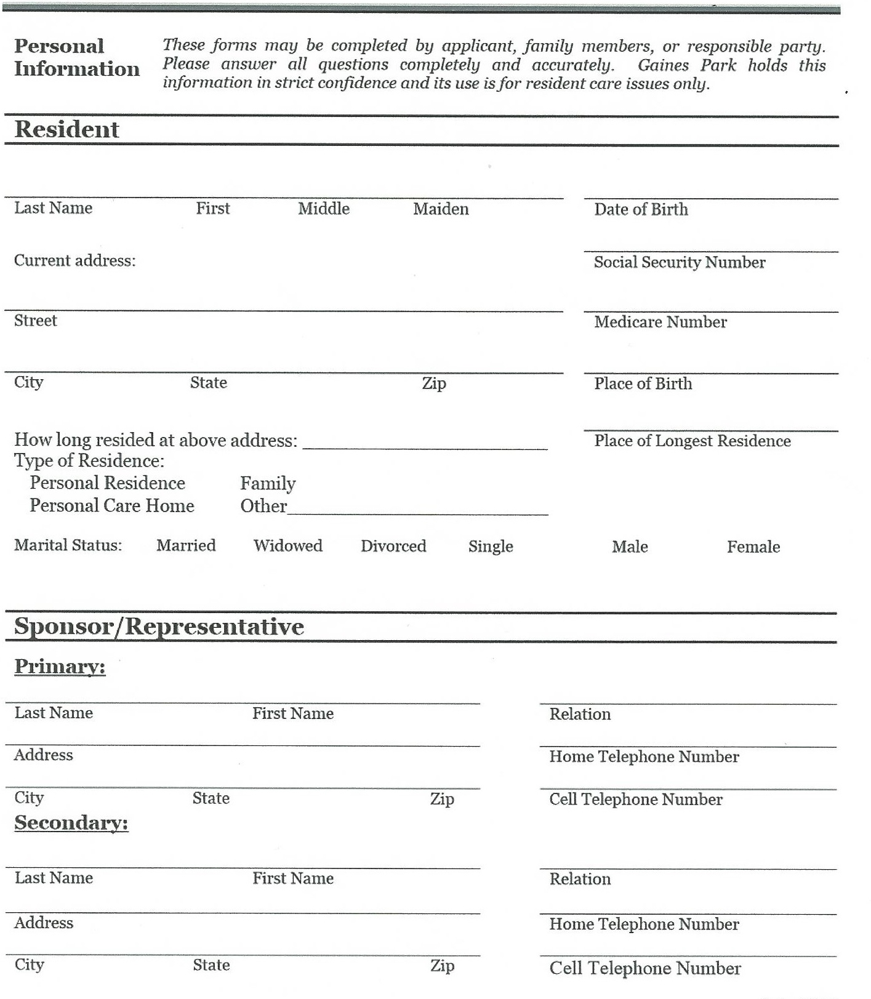 Personal
Information
These forms may be completed by applicant, family members, or responsible party.
Please answer all questions completely and accurately. Gaines Park holds this
information in strict confidence and its use is for resident care issues only.
Resident
Last Name First Middle Maiden Date of Birth
Current address: Social Security Number
Street Medicare Number
City State Zip Place of Birth
How long resided at above address: Place of Longest Residence
Type of Residence:
Personal Residence Family
Personal Care Home Other
Marital Status: Married Widowed Divorced Single Male Female
Sponsor/Representative
Primary:
Last Name First Name Relation
Address Home Telephone Number
City State Zip Cell Telephone Number
Secondary:
Last Name First Name Relation
Address Home Telephone Number
City State Zip Cell Telephone Number